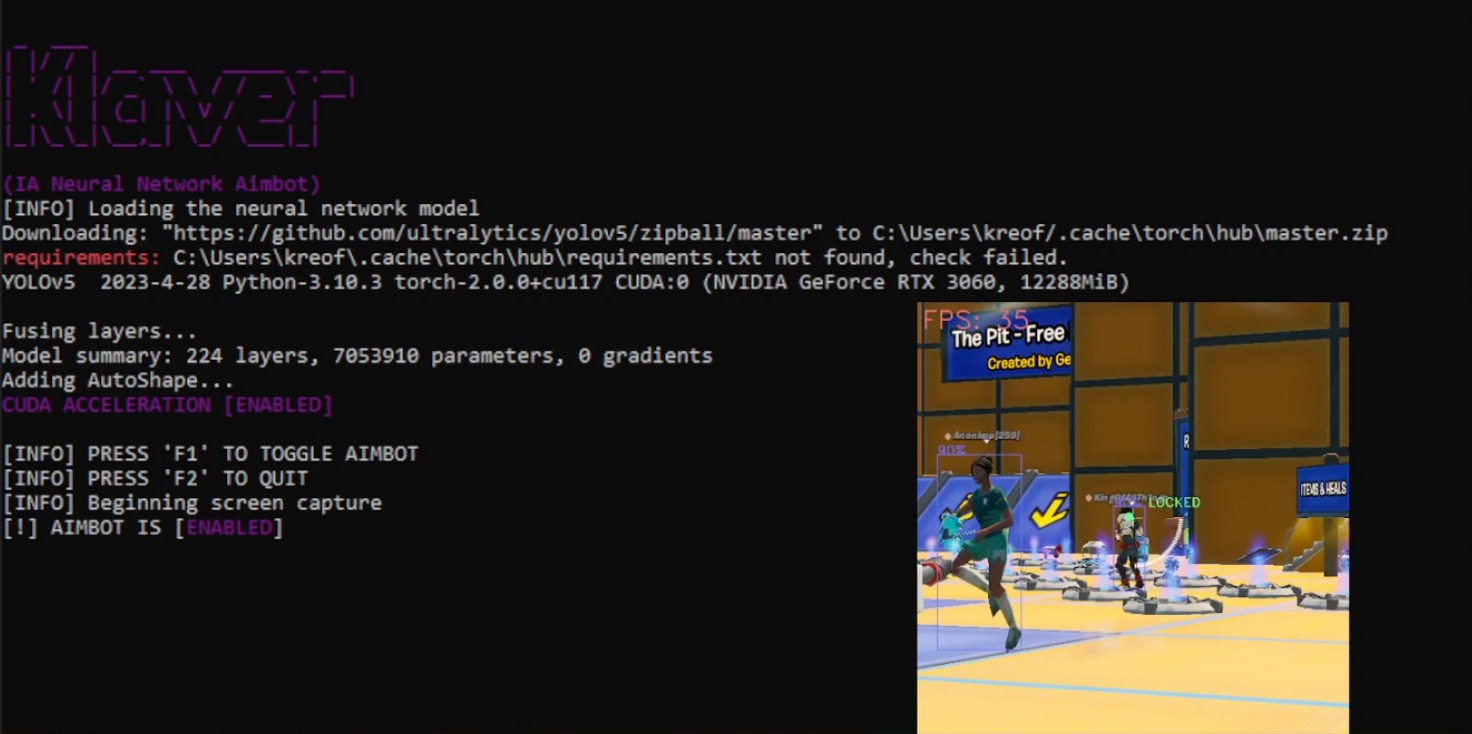 Klaver
(IA Neural Network Aimbot)
[INFO] Loading the neural network model
Downloading: "https://github.com/ultralytics/yolov5/zipball/master" to C:\Users\kreof/.cache\torch\hub\master.zip
requirements: C:\Users\kreof\.cache\torch\hub\requirements.txt not found, check failed.
YOLOv5  2023-4-28 Python-3.10.3 torch-2.0.0+cu117 CUDA:0 (NVIDIA GeForce RTX 3060, 12288MiB)
Fusing layers...
Model summary: 224 layers, 7053910 parameters, 0 gradients
Adding AutoShape...
CUDA ACCELERATION [ENABLED]
[INFO] PRESS 'F1' TO TOGGLE AIMBOT
[INFO] PRESS 'F2' TO QUIT
[INFO] Beginning screen capture
[!] AIMBOT IS [ENABLED]
FPS: 35
The Pit - Free
Created by Ge
Anonimo[259]
90%
LOCKED
ITEMS & HEALS